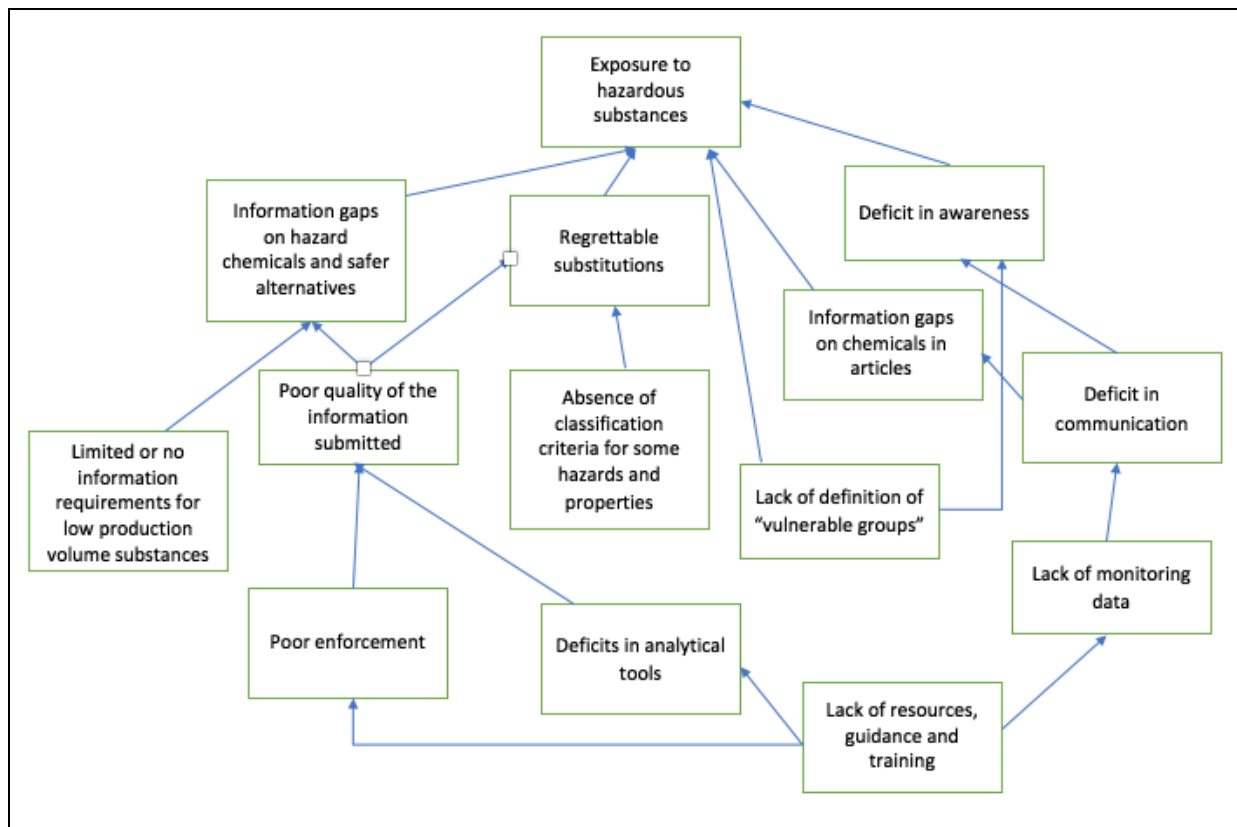 Exposure to
hazardous
substances
Information gaps
on hazard
chemicals and safer
alternatives
Regrettable
substitutions
Deficit in awareness
Information gaps
on chemicals in
articles
Poor quality of the
information
submitted
Absence of
classification
criteria for some
hazards and
properties
Deficit in
communication
Limited or no
information
requirements for
low production
volume substances
Lack of definition of
“vulnerable groups”
Lack of monitoring
data
Poor enforcement
Deficits in analytical
tools
Lack of resources,
guidance and
training